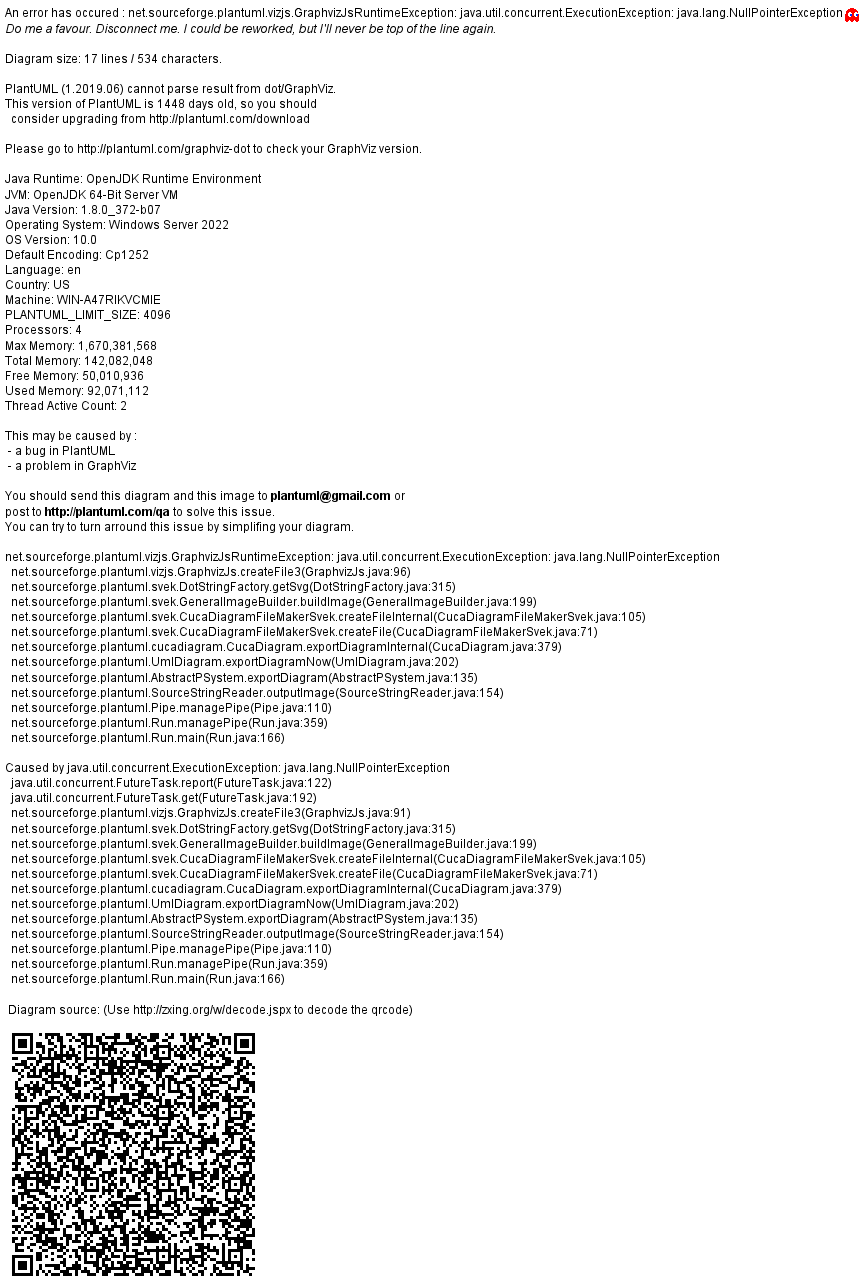 An error has occured : net.sourceforge.plantuml.vizjs.GraphvizJsRuntimeException: java.util.concurrent.ExecutionException: java.lang.NullPointerException
Do me a favour. Disconnect me. I could be reworked, but I'll never be top of the line again.
Diagram size: 17 lines / 534 characters.
PlantUML (1.2019.06) cannot parse result from dot/GraphViz.
This version of PlantUML is 1448 days old, so you should
consider upgrading from http://plantuml.com/download
Please go to http://plantuml.com/graphviz-dot to check your GraphViz version.
Java Runtime: OpenJDK Runtime Environment
JVM: OpenJDK 64-Bit Server VM
Java Version: 1.8.0_372-b07
Operating System: Windows Server 2022
OS Version: 10.0
Default Encoding: Cp1252
Language: en
Country: US
Machine: WIN-A47RIKVCMIE
PLANTUML_LIMIT_SIZE: 4096
Processors: 4
Max Memory: 1,670,381,568
Total Memory: 142,082,048
Free Memory: 50,010,936
Used Memory: 92,071,112
Thread Active Count: 2
This may be caused by :
- a bug in PlantUML
- a problem in GraphViz
You should send this diagram and this image to plantuml@gmail.com or
post to http://plantuml.com/qa to solve this issue.
You can try to turn arround this issue by simplifing your diagram.
net.sourceforge.plantuml.vizjs.GraphvizJsRuntimeException: java.util.concurrent.ExecutionException: java.lang.NullPointerException
net.sourceforge.plantuml.vizjs.GraphvizJs.createFile3(GraphvizJs.java:96)
net.sourceforge.plantuml.svek.DotStringFactory.getSvg(DotStringFactory.java:315)
net.sourceforge.plantuml.svek.GeneralImageBuilder.buildImage(GeneralImageBuilder.java:199)
net.sourceforge.plantuml.svek.CucaDiagramFileMakerSvek.createFileInternal(CucaDiagramFileMakerSvek.java:105)
net.sourceforge.plantuml.svek.CucaDiagramFileMakerSvek.createFile(CucaDiagramFileMakerSvek.java:71)
net.sourceforge.plantuml.cucadiagram.CucaDiagram.exportDiagramInternal(CucaDiagram.java:379)
net.sourceforge.plantuml.UmlDiagram.exportDiagramNow(UmlDiagram.java:202)
net.sourceforge.plantuml.AbstractPSystem.exportDiagram(AbstractPSystem.java:135)
net.sourceforge.plantuml.SourceStringReader.outputImage(SourceStringReader.java:154)
net.sourceforge.plantuml.Pipe.managePipe(Pipe.java:110)
net.sourceforge.plantuml.Run.managePipe(Run.java:359)
net.sourceforge.plantuml.Run.main(Run.java:166)
Caused by java.util.concurrent.ExecutionException: java.lang.NullPointerException
java.util.concurrent.FutureTask.report(FutureTask.java:122)
java.util.concurrent.FutureTask.get(FutureTask.java:192)
net.sourceforge.plantuml.vizjs.GraphvizJs.createFile3(GraphvizJs.java:91)
net.sourceforge.plantuml.svek.DotStringFactory.getSvg(DotStringFactory.java:315)
net.sourceforge.plantuml.svek.GeneralImageBuilder.buildImage(GeneralImageBuilder.java:199)
net.sourceforge.plantuml.svek.CucaDiagramFileMakerSvek.createFileInternal(CucaDiagramFileMakerSvek.java:105)
net.sourceforge.plantuml.svek.CucaDiagramFileMakerSvek.createFile(CucaDiagramFileMakerSvek.java:71)
net.sourceforge.plantuml.cucadiagram.CucaDiagram.exportDiagramInternal(CucaDiagram.java:379)
net.sourceforge.plantuml.UmlDiagram.exportDiagramNow(UmlDiagram.java:202)
net.sourceforge.plantuml.AbstractPSystem.exportDiagram(AbstractPSystem.java:135)
net.sourceforge.plantuml.SourceStringReader.outputImage(SourceStringReader.java:154)
net.sourceforge.plantuml.Pipe.managePipe(Pipe.java:110)
net.sourceforge.plantuml.Run.managePipe(Run.java:359)
net.sourceforge.plantuml.Run.main(Run.java:166)
Diagram source: (Use http://zxing.org/w/decode.jspx to decode the qrcode)